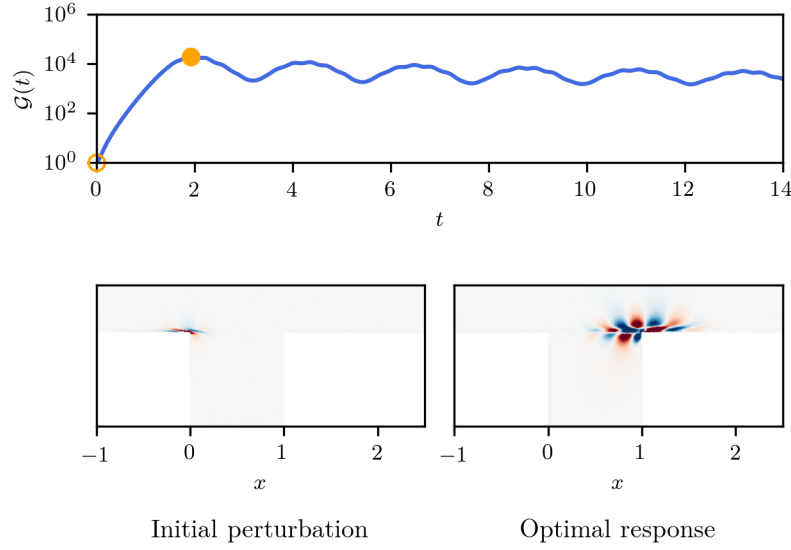 10^6
10^4
10^2
10^0
𝒢(t)
0 2 4 6 8 10 12 14
t
−1 0 1 2
−1 0 1 2
x
x
Initial perturbation
Optimal response